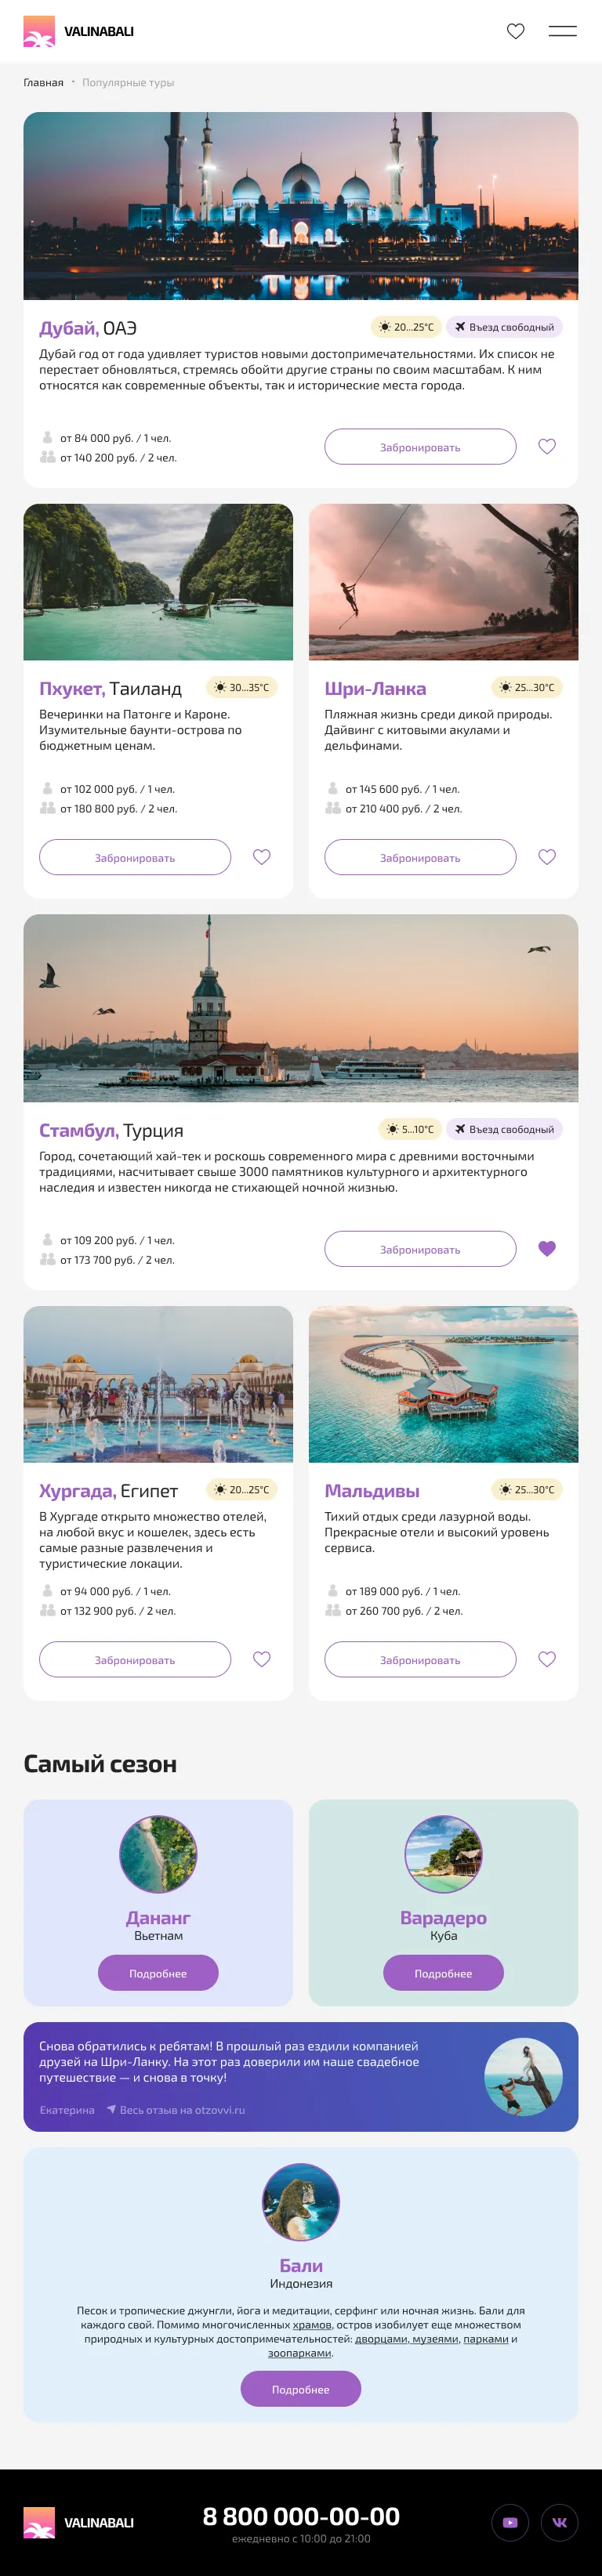 VALINABALI
Главная • Популярные туры
Дубай, ОАЭ
20...25°C
Въезд свободный
Дубай год от года удивляет туристов новыми достопримечательностями. Их список не
перестает обновляться, стремясь обойти другие страны по своим масштабам. К ним
относятся как современные объекты, так и исторические места города.
от 84 000 руб. / 1 чел.
от 140 200 руб. / 2 чел.
Забронировать
Пхукет, Таиланд
30...35°C
Вечеринки на Патонге и Кароне.
Изумительные баунти-острова по
бюджетным ценам.
от 102 000 руб. / 1 чел.
от 180 800 руб. / 2 чел.
Забронировать
Шри-Ланка
25...30°C
Пляжная жизнь среди дикой природы.
Дайвинг с китовыми акулами и
дельфинами.
от 145 600 руб. / 1 чел.
от 210 400 руб. / 2 чел.
Забронировать
Стамбул, Турция
5...10°C
Въезд свободный
Город, сочетающий хай-тек и роскошь современного мира с древними восточными
традициями, насчитывает свыше 3000 памятников культурного и архитектурного
наследия и известен никогда не стихающей ночной жизнью.
от 109 200 руб. / 1 чел.
от 173 700 руб. / 2 чел.
Забронировать
Хургада, Египет
20...25°C
В Хургаде открыто множество отелей,
на любой вкус и кошелек, здесь есть
самые разные развлечения и
туристические локации.
от 94 000 руб. / 1 чел.
от 132 900 руб. / 2 чел.
Забронировать
Мальдивы
25...30°C
Тихий отдых среди лазурной воды.
Прекрасные отели и высокий уровень
сервиса.
от 189 000 руб. / 1 чел.
от 260 700 руб. / 2 чел.
Забронировать
Самый сезон
Дананг
Вьетнам
Подробнее
Варадеро
Куба
Подробнее
Снова обратились к ребятам! В прошлый раз ездили компанией
друзей на Шри-Ланку. На этот раз доверили им наше свадебное
путешествие — и снова в точку!
Екатерина
Весь отзыв на otzovvi.ru
Бали
Индонезия
Песок и тропические джунгли, йога и медитации, серфинг или ночная жизнь. Бали для
каждого свой. Помимо многочисленных храмов, остров изобилует еще множеством
природных и культурных достопримечательностей: дворцами, музеями, парками и
зоопарками.
Подробнее
VALINABALI
8 800 000-00-00
ежедневно с 10:00 до 21:00